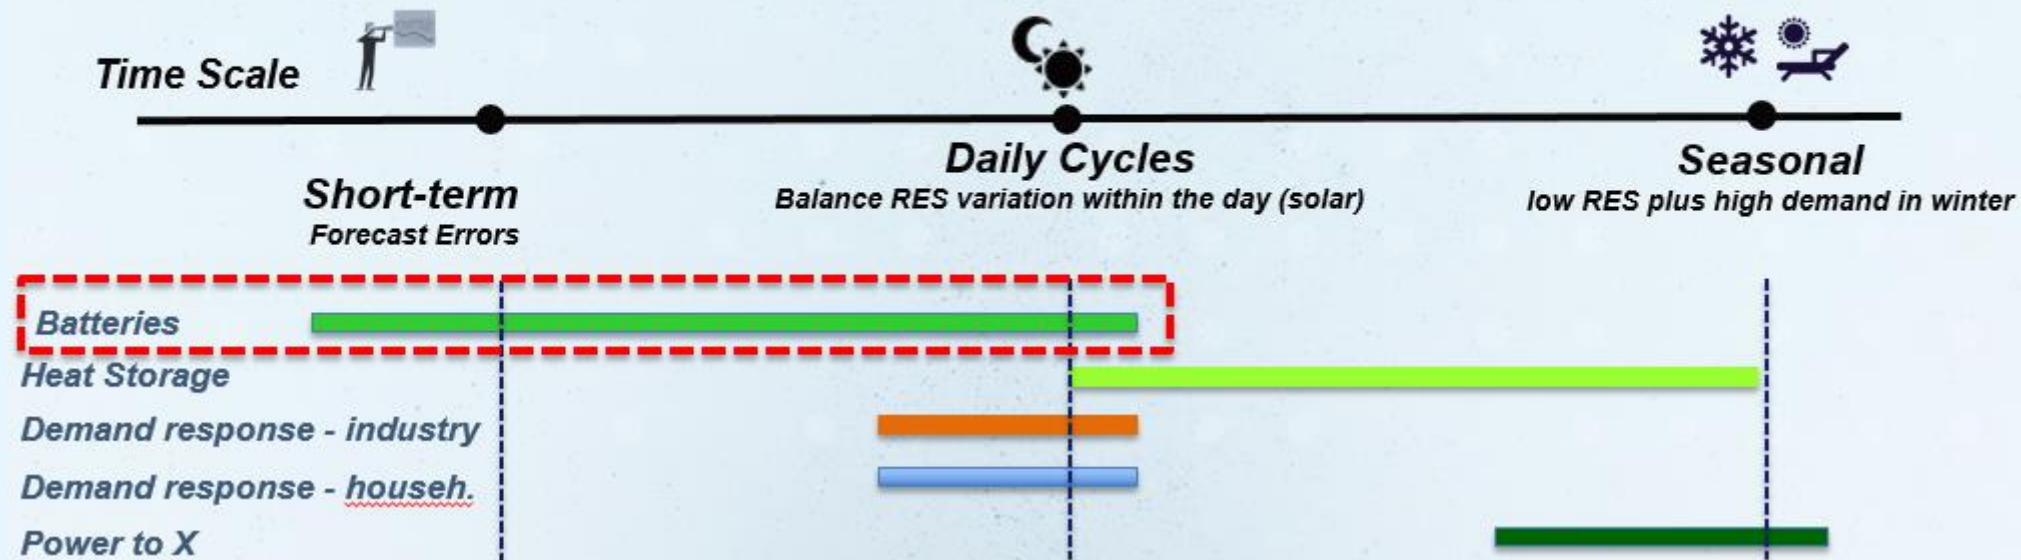 Time Scale
Short-term
Forecast Errors
Daily Cycles
Balance RES variation within the day (solar)
Seasonal
low RES plus high demand in winter
Batteries
Heat Storage
Demand response - industry
Demand response - househ.
Power to X